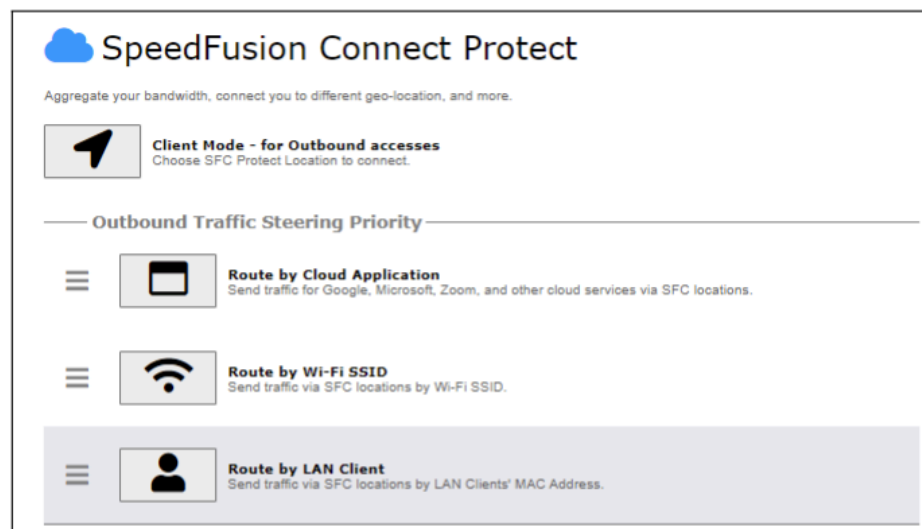 SpeedFusion Connect Protect
Aggregate your bandwidth, connect you to different geo-location, and more.
Client Mode - for Outbound accesses
Choose SFC Protect Location to connect.
Outbound Traffic Steering Priority
Route by Cloud Application
Send traffic for Google, Microsoft, Zoom, and other cloud services via SFC locations.
Route by Wi-Fi SSID
Send traffic via SFC locations by Wi-Fi SSID.
Route by LAN Client
Send traffic via SFC locations by LAN Clients' MAC Address.